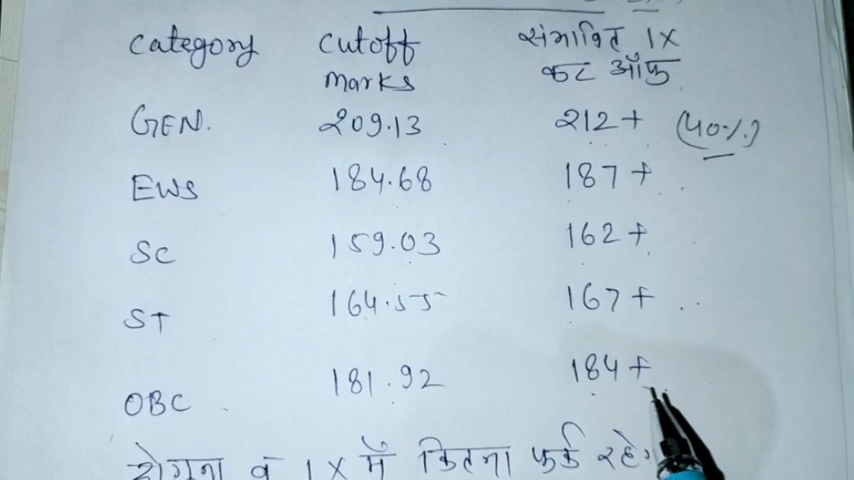 Category Cutoff marks संभावित 1X कट ऑफ
GEN. 209.13 212+ (40%)
EWS 184.68 187+
SC 159.03 162+
ST 164.55 167+
OBC 181.92 184+
व 1X में कितना फर्क रहे